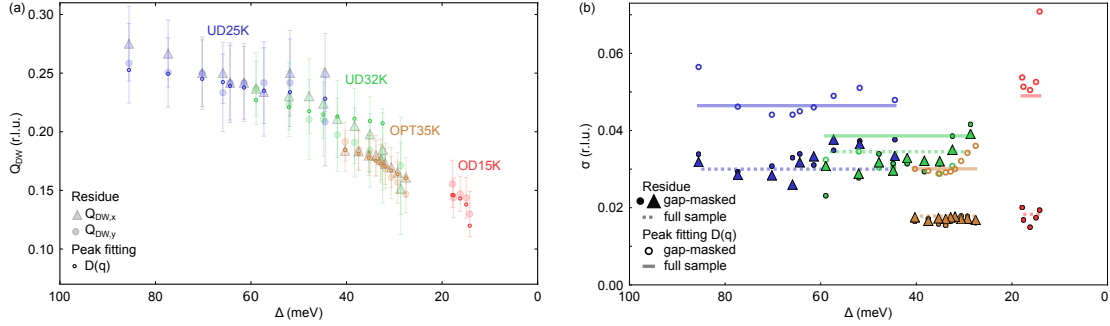 (a)
0.30
0.25
0.20
0.15
0.10
Q_DW (r.l.u.)
UD25K
UD32K
OPT35K
OD15K
Residue
Q_DW,x
Q_DW,y
Peak fitting
D(q)
100
80
60
40
20
0
Δ (meV)
(b)
0.08
0.06
0.04
0.02
0.00
σ (r.l.u.)
Residue
gap-masked
full sample
Peak fitting D(q)
gap-masked
full sample
100
80
60
40
20
0
Δ (meV)